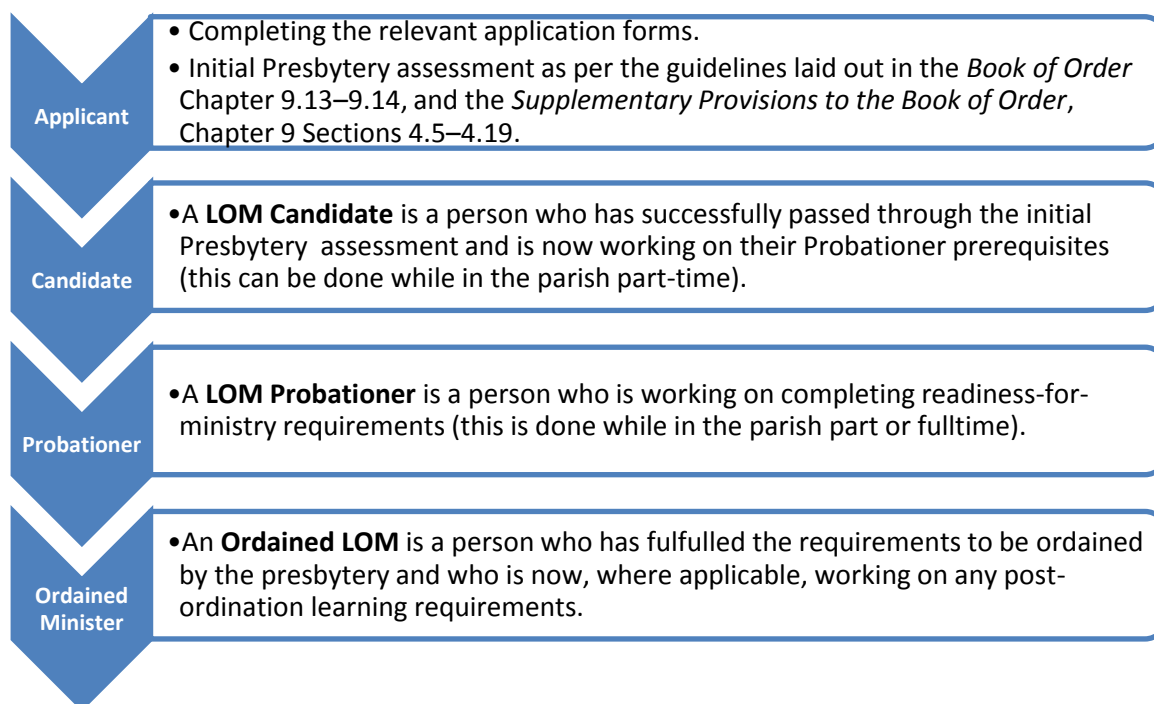 Applicant
• Completing the relevant application forms.
• Initial Presbytery assessment as per the guidelines laid out in the Book of Order
Chapter 9.13–9.14, and the Supplementary Provisions to the Book of Order,
Chapter 9 Sections 4.5–4.19.
Candidate
•A LOM Candidate is a person who has successfully passed through the initial
Presbytery assessment and is now working on their Probationer prerequisites
(this can be done while in the parish part-time).
Probationer
•A LOM Probationer is a person who is working on completing readiness-for-
ministry requirements (this is done while in the parish part or fulltime).
Ordained
Minister
•An Ordained LOM is a person who has fulfulled the requirements to be ordained
by the presbytery and who is now, where applicable, working on any post-
ordination learning requirements.